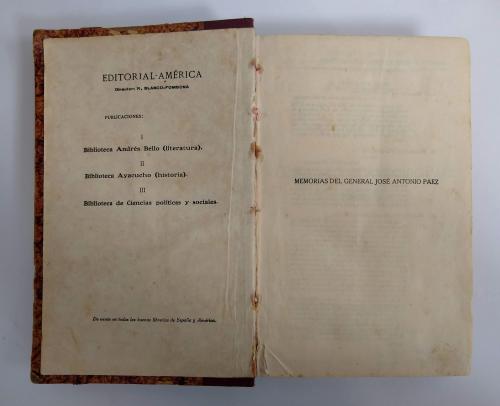 EDITORIAL-AMÉRICA
Director: R. BLANCO-FOMBONA
PUBLICACIONES:
I
Biblioteca Andrés Bello (literatura).
II
Biblioteca Ayacucho (historia).
III
Biblioteca de Ciencias políticas y sociales.
De venta en todas las buenas librerías de España y América.
MEMORIAS DEL GENERAL JOSÉ ANTONIO PAEZ